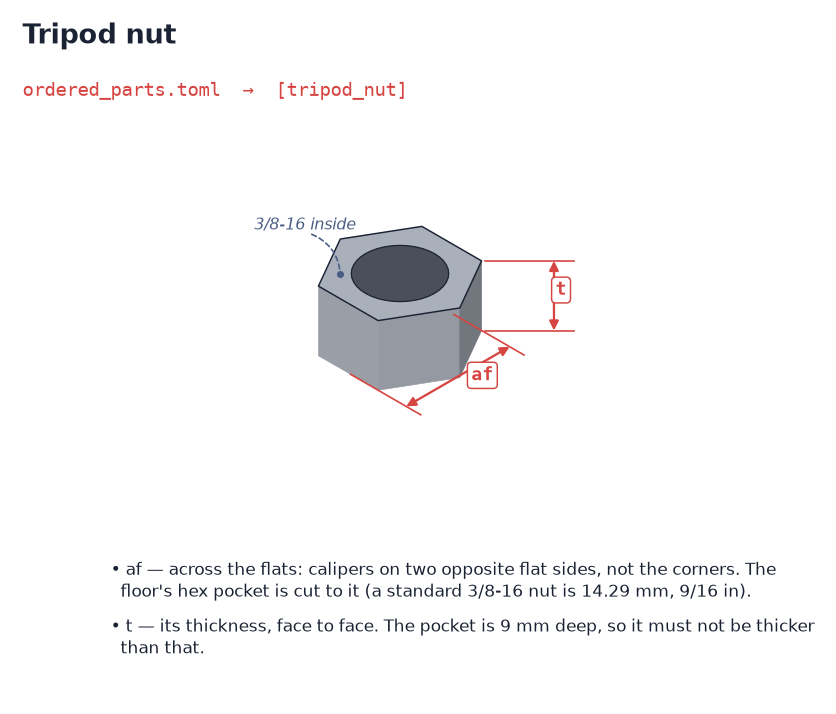 Tripod nut
ordered_parts.toml → [tripod_nut]
3/8-16 inside
t
af
• af — across the flats: calipers on two opposite flat sides, not the corners. The
floor's hex pocket is cut to it (a standard 3/8-16 nut is 14.29 mm, 9/16 in).
• t — its thickness, face to face. The pocket is 9 mm deep, so it must not be thicker
than that.